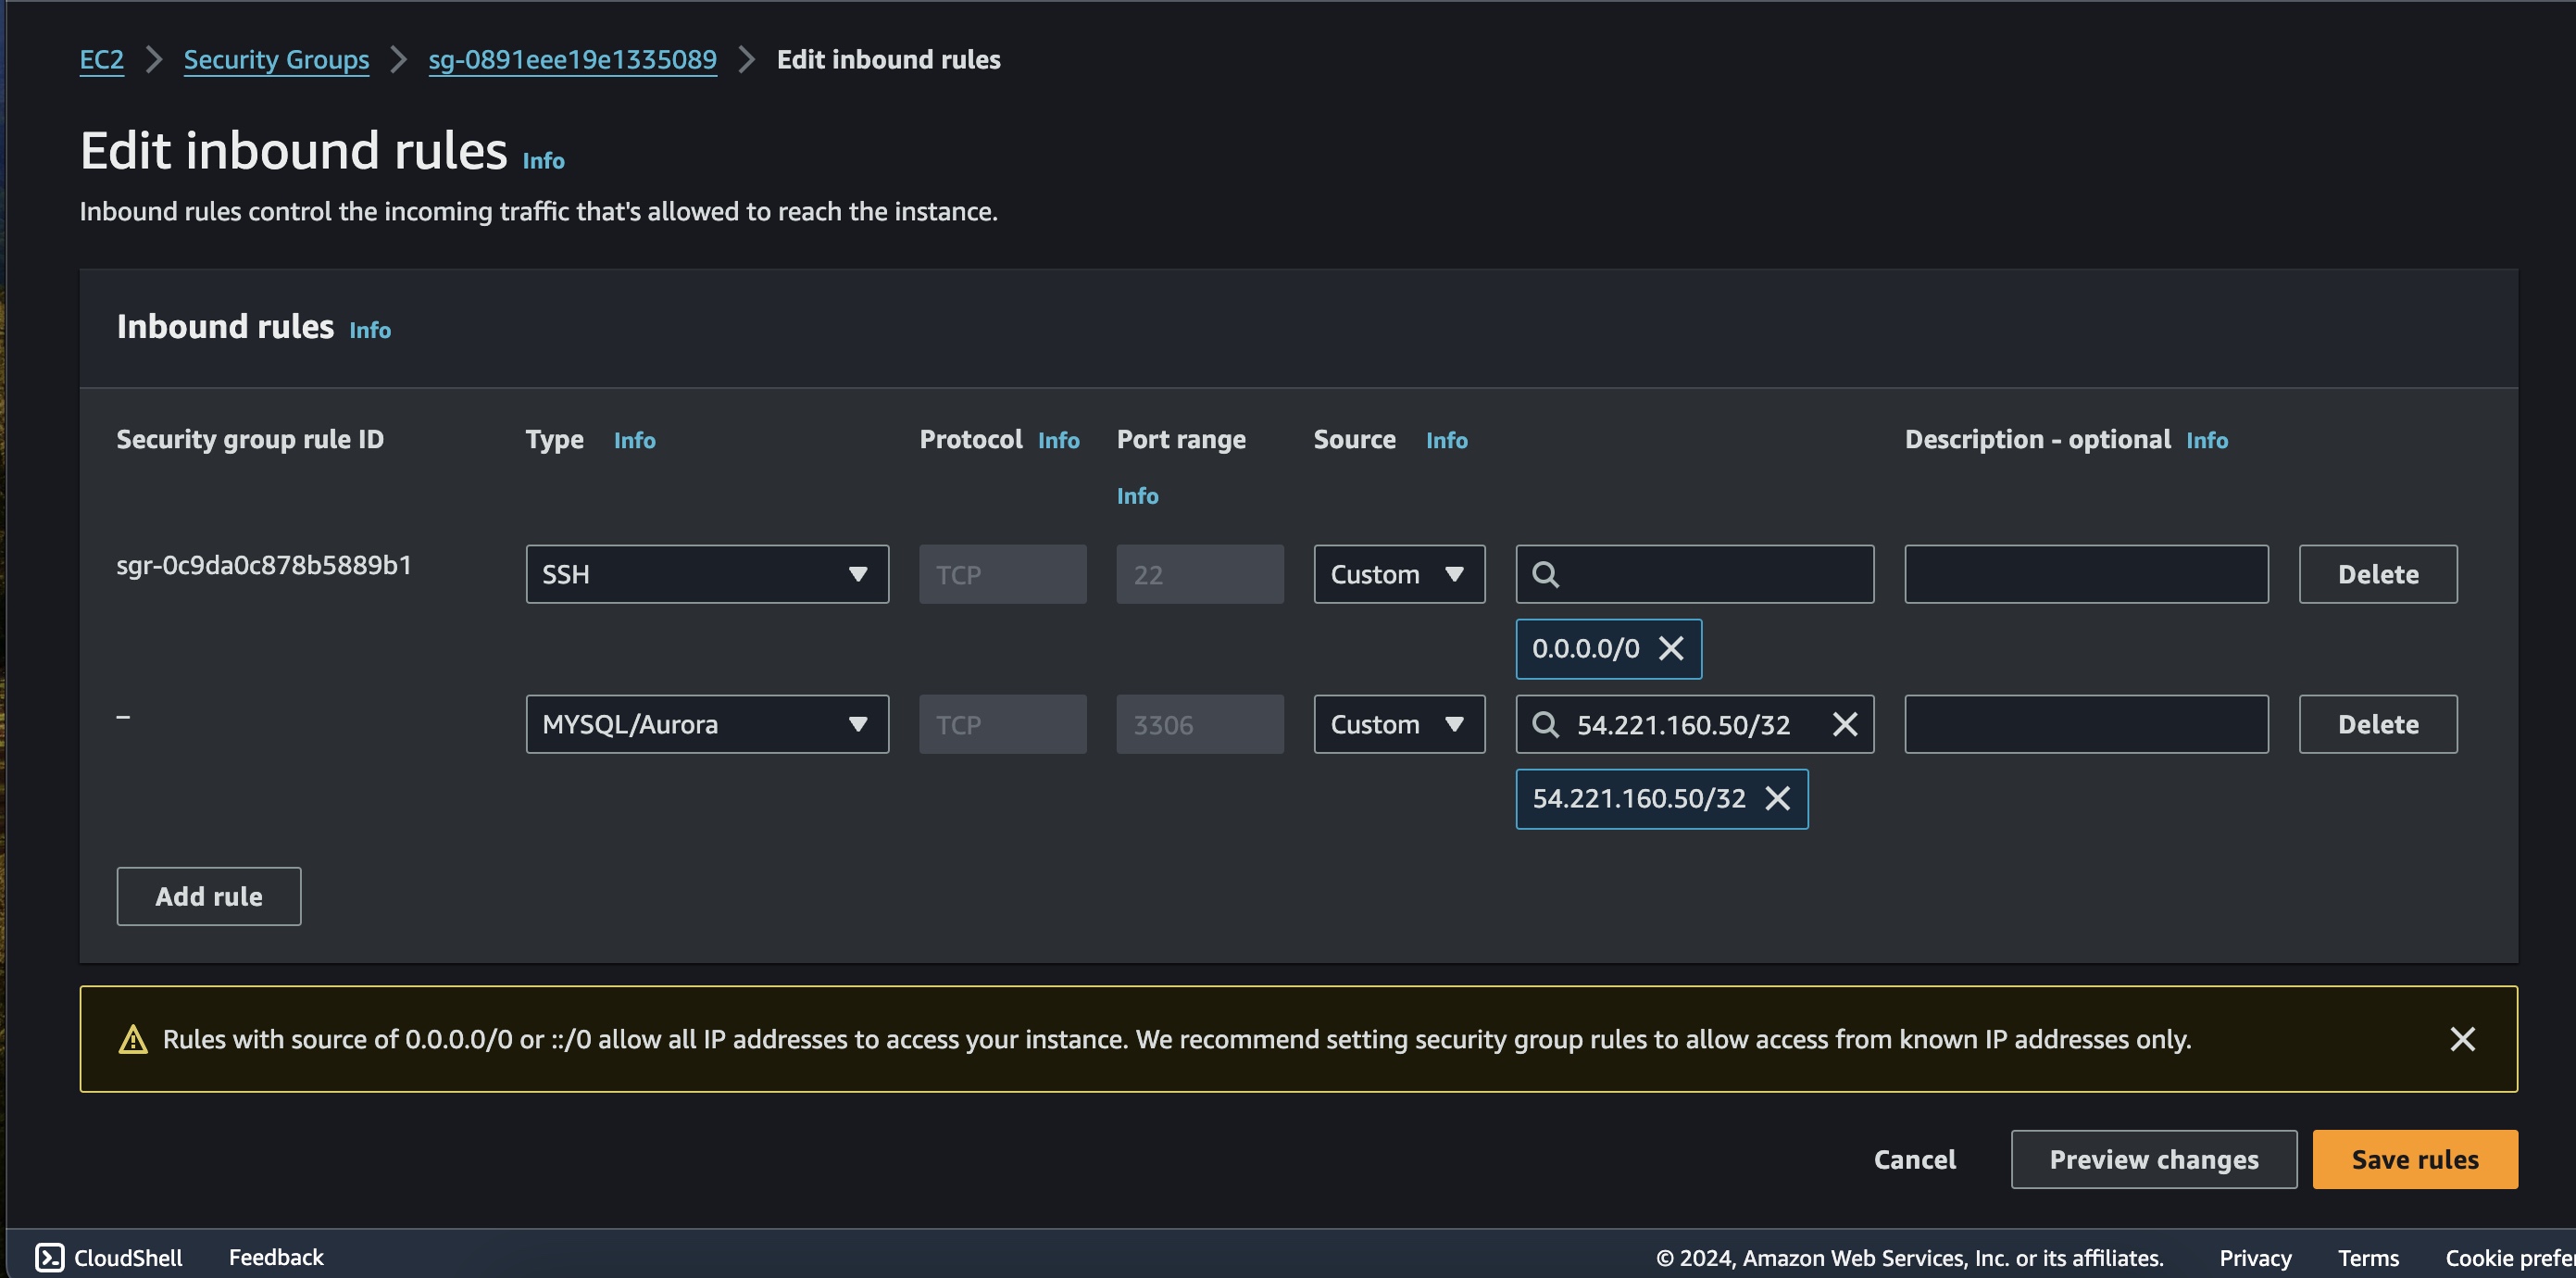 EC2 > Security Groups > sg-0891eee19e1335089 > Edit inbound rules
Edit inbound rules Info
Inbound rules control the incoming traffic that's allowed to reach the instance.
Inbound rules Info
Security group rule ID Type Info Protocol Info Port range Info Source Info Description - optional Info
sgr-0c9da0c878b5889b1 SSH TCP 22 Custom Delete
0.0.0.0/0
– MYSQL/Aurora TCP 3306 Custom 54.221.160.50/32 Delete
54.221.160.50/32
Add rule
Rules with source of 0.0.0.0/0 or ::/0 allow all IP addresses to access your instance. We recommend setting security group rules to allow access from known IP addresses only.
Cancel Preview changes Save rules
CloudShell Feedback © 2024, Amazon Web Services, Inc. or its affiliates. Privacy Terms Cookie prefe